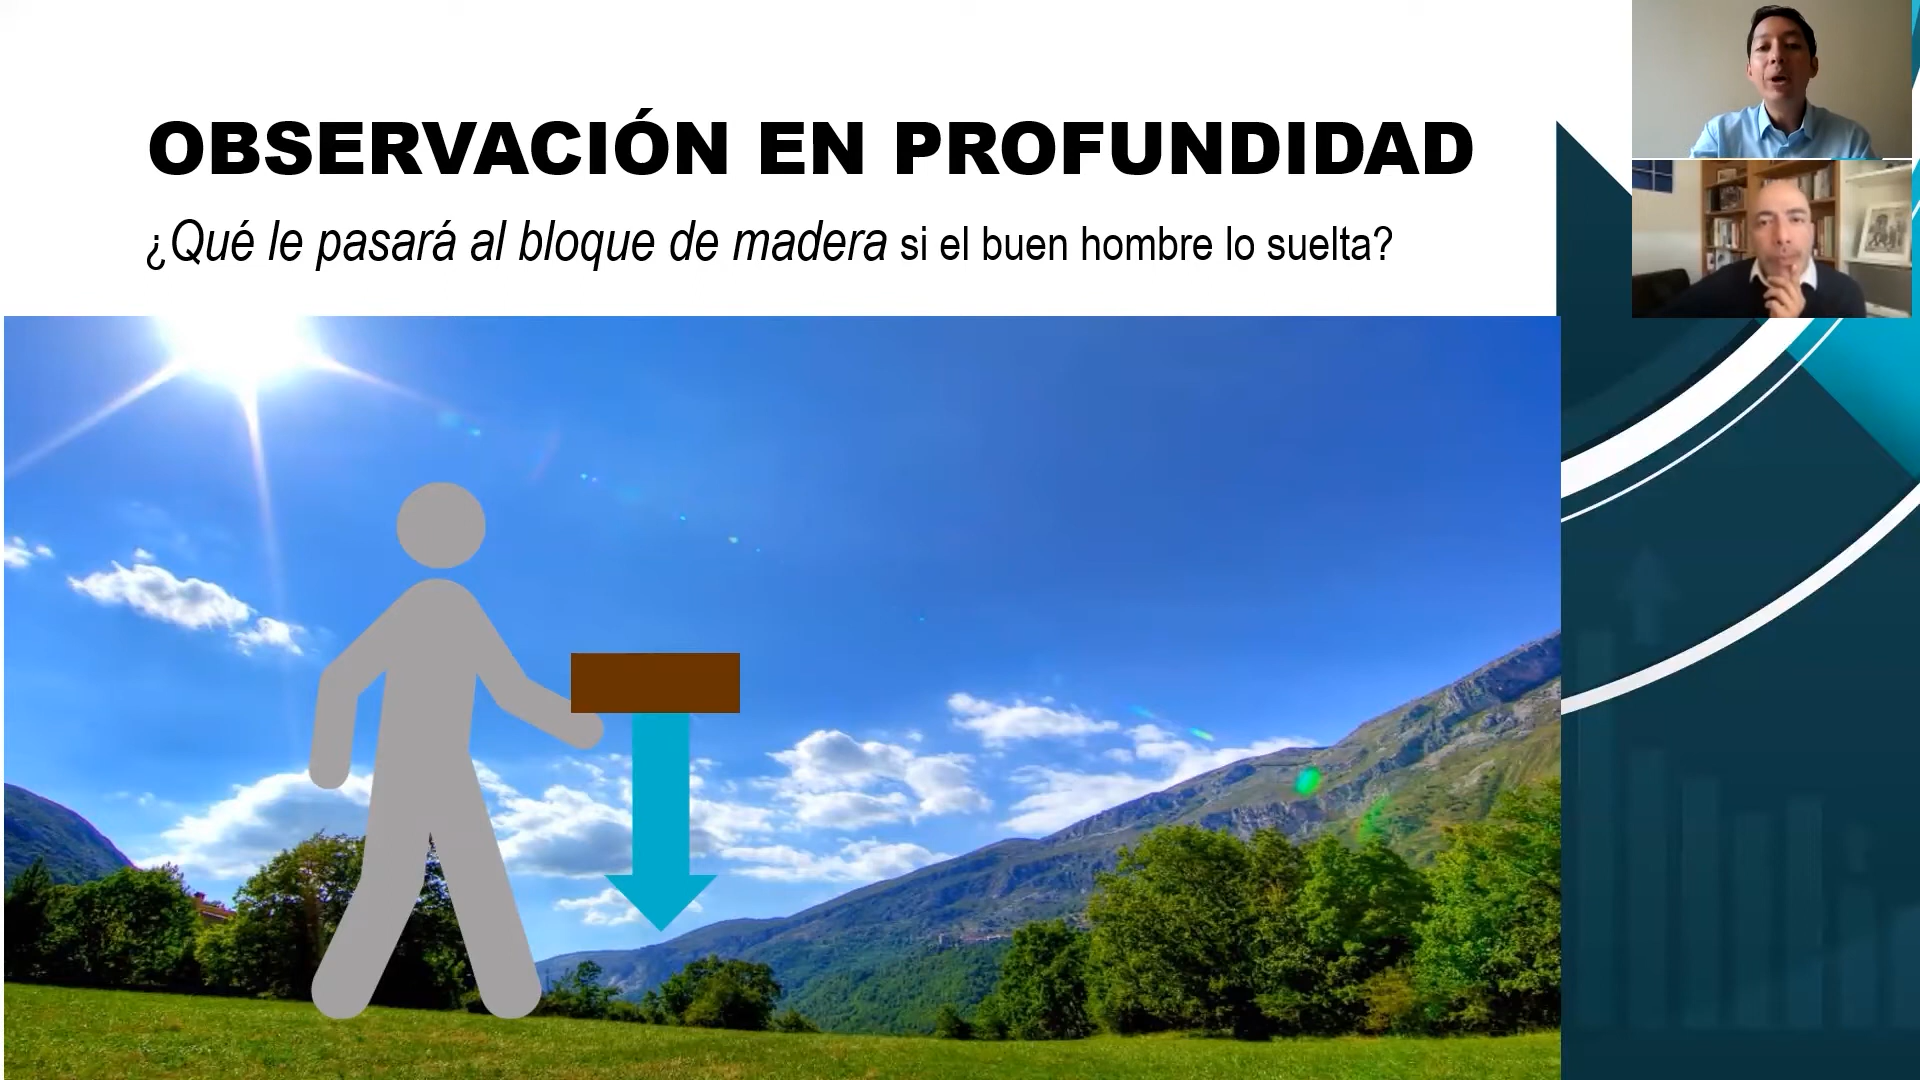 OBSERVACIÓN EN PROFUNDIDAD
¿Qué le pasará al bloque de madera si el buen hombre lo suelta?